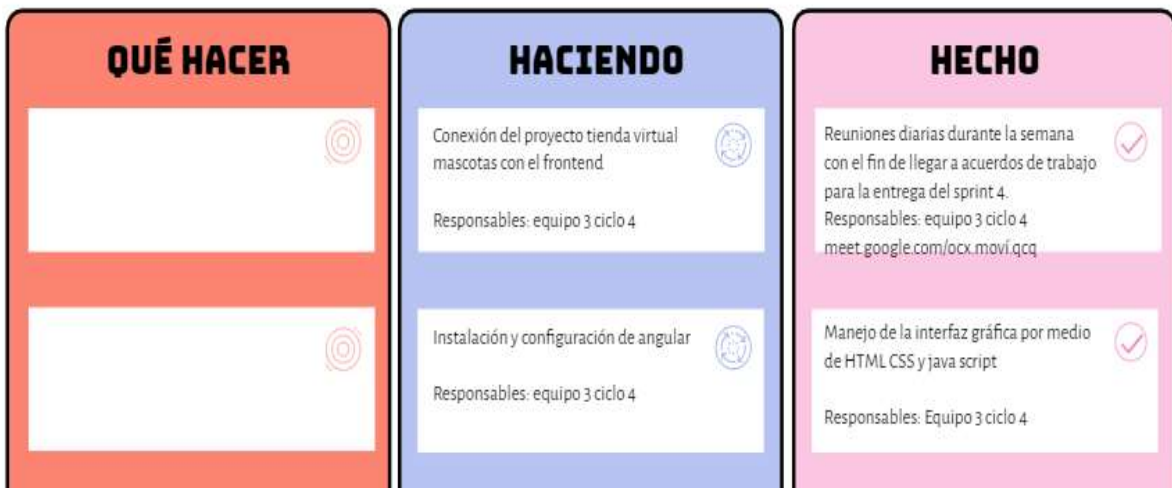 QUÉ HACER
HACIENDO
Conexión del proyecto tienda virtual
mascotas con el frontend
Responsables: equipo 3 ciclo 4
Instalación y configuración de angular
Responsables: equipo 3 ciclo 4
HECHO
Reuniones diarias durante la semana
con el fin de llegar a acuerdos de trabajo
para la entrega del sprint 4.
Responsables: equipo 3 ciclo 4
meet.google.com/ocx.moví.qcq
Manejo de la interfaz gráfica por medio
de HTML CSS y java script
Responsables: Equipo 3 ciclo 4